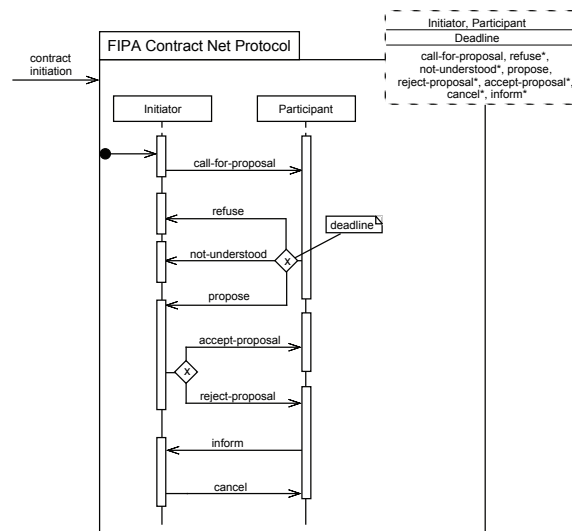 Initiator, Participant
Deadline
call-for-proposal, refuse*,
not-understood*, propose,
reject-proposal*, accept-proposal*,
cancel*, inform*
contract
initiation
FIPA Contract Net Protocol
Initiator
Participant
call-for-proposal
refuse
deadline
not-understood
x
propose
accept-proposal
x
reject-proposal
inform
cancel